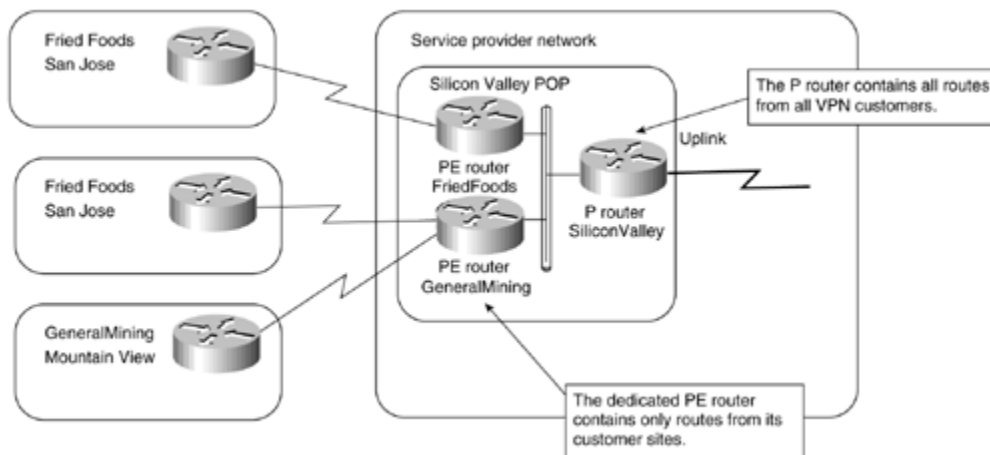 Fried Foods
San Jose
Fried Foods
San Jose
GeneralMining
Mountain View
Service provider network
Silicon Valley POP
PE router
FriedFoods
PE router
GeneralMining
P router
SiliconValley
Uplink
The P router contains all routes
from all VPN customers.
The dedicated PE router
contains only routes from its
customer sites.